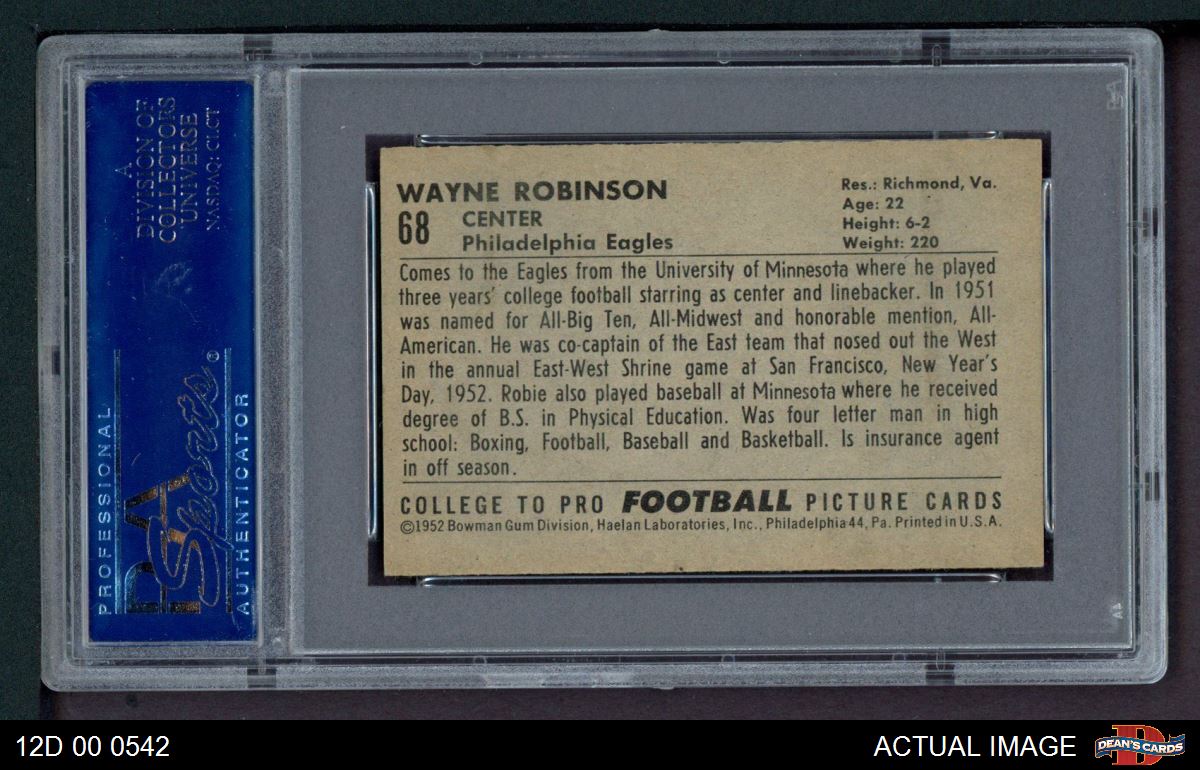 A
DIVISION OF
COLLECTORS
UNIVERSE
NASDAQ: CLCT
PROFESSIONAL
PSA
Sports®
AUTHENTICATOR
WAYNE ROBINSON
68 CENTER
Philadelphia Eagles
Res.: Richmond, Va.
Age: 22
Height: 6-2
Weight: 220
Comes to the Eagles from the University of Minnesota where he played
three years' college football starring as center and linebacker. In 1951
was named for All-Big Ten, All-Midwest and honorable mention, All-
American. He was co-captain of the East team that nosed out the West
in the annual East-West Shrine game at San Francisco, New Year's
Day, 1952. Robie also played baseball at Minnesota where he received
degree of B.S. in Physical Education. Was four letter man in high
school: Boxing, Football, Baseball and Basketball. Is insurance agent
in off season.
COLLEGE TO PRO FOOTBALL PICTURE CARDS
©1952 Bowman Gum Division, Haelan Laboratories, Inc., Philadelphia 44, Pa. Printed in U.S.A.
12D 00 0542
ACTUAL IMAGE
DEAN'S CARDS